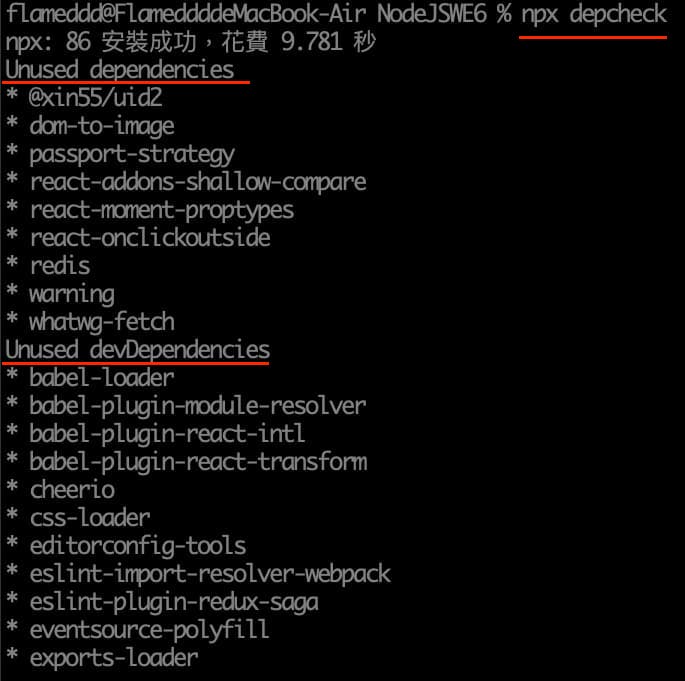 flameddd@FlameddddeMacBook-Air NodeJSWE6 % npx depcheck
npx: 86 安裝成功，花費 9.781 秒
Unused dependencies
* @xin55/uid2
* dom-to-image
* passport-strategy
* react-addons-shallow-compare
* react-moment-proptypes
* react-onclickoutside
* redis
* warning
* whatwg-fetch
Unused devDependencies
* babel-loader
* babel-plugin-module-resolver
* babel-plugin-react-intl
* babel-plugin-react-transform
* cheerio
* css-loader
* editorconfig-tools
* eslint-import-resolver-webpack
* eslint-plugin-redux-saga
* eventsource-polyfill
* exports-loader